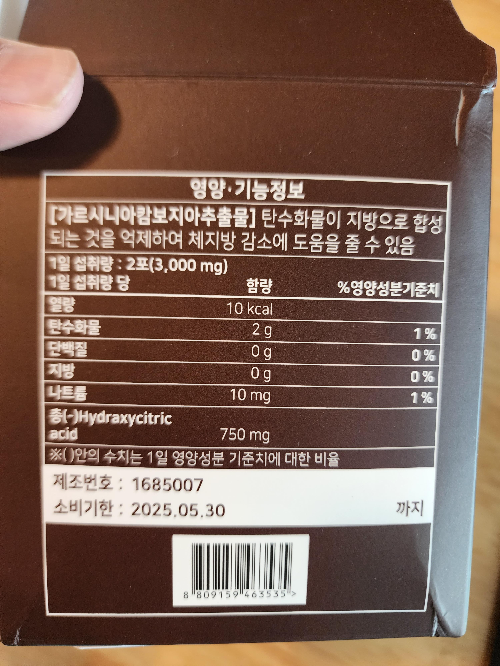 영양·기능정보
[가르시니아캄보지아추출물] 탄수화물이 지방으로 합성
되는 것을 억제하여 체지방 감소에 도움을 줄 수 있음
1일 섭취량 : 2포(3,000 mg)
1일 섭취량 당 함량 %영양성분기준치
열량 10 kcal
탄수화물 2 g 1 %
단백질 0 g 0 %
지방 0 g 0 %
나트륨 10 mg 1 %
총(-)Hydraxycitric
acid 750 mg
※( )안의 수치는 1일 영양성분 기준치에 대한 비율
제조번호 : 1685007
소비기한 : 2025.05.30 까지
8 809159 463535 >